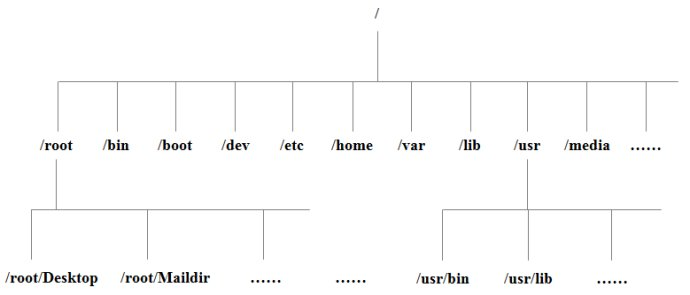 /
/root /bin /boot /dev /etc /home /var /lib /usr /media ……
/root/Desktop /root/Maildir …… …… /usr/bin /usr/lib ……